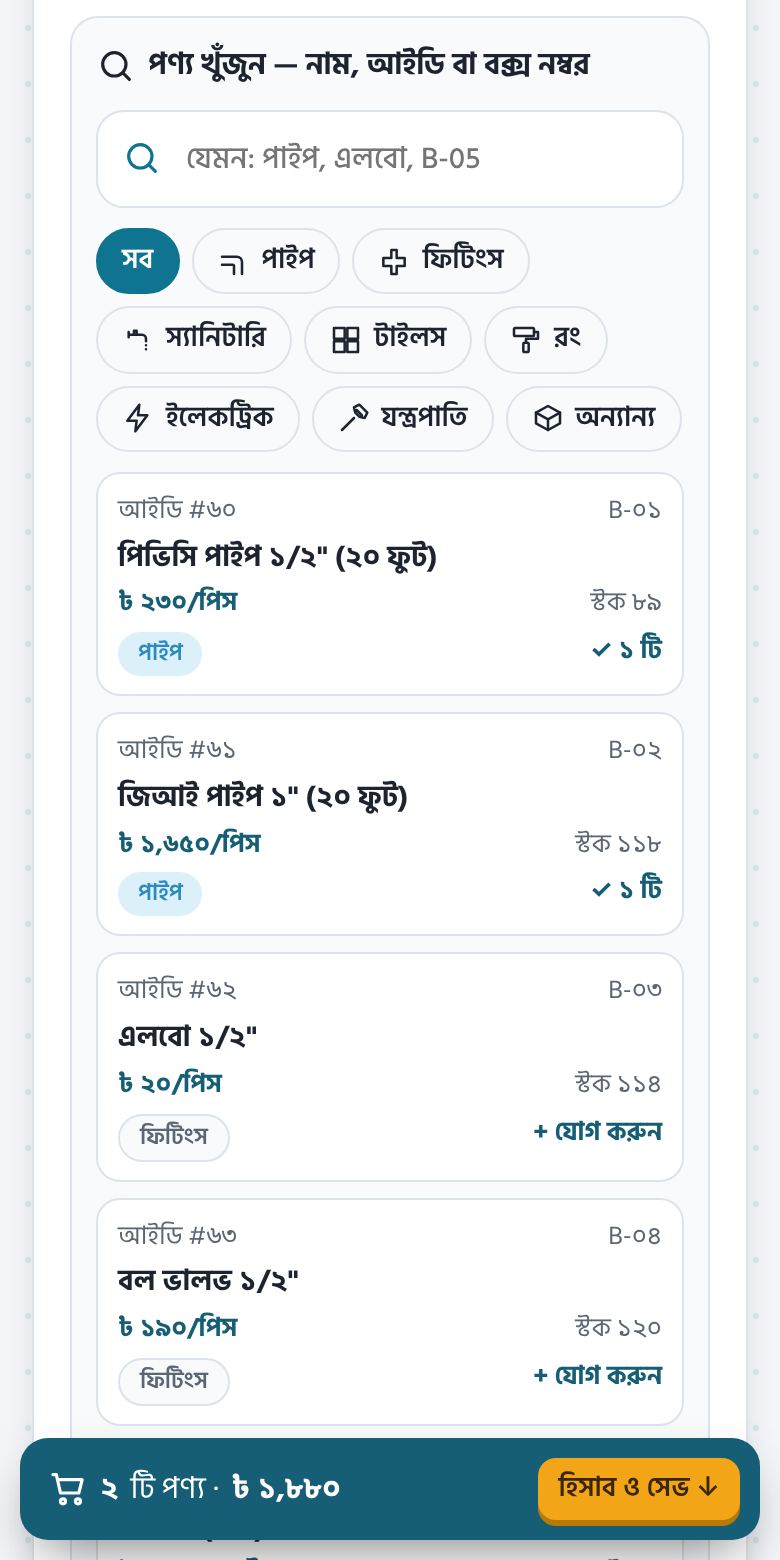 পণ্য খুঁজুন — নাম, আইডি বা বক্স নম্বর
যেমন: পাইপ, এলবো, B-05
সব পাইপ ফিটিংস
স্যানিটারি টাইলস রং
ইলেকট্রিক যন্ত্রপাতি অন্যান্য
আইডি #৬০ B-০১
পিভিসি পাইপ ১/২" (২০ ফুট)
৳ ২৩০/পিস স্টক ৮৯
পাইপ ✓ ১ টি
আইডি #৬১ B-০২
জিআই পাইপ ১" (২০ ফুট)
৳ ১,৬৫০/পিস স্টক ১১৮
পাইপ ✓ ১ টি
আইডি #৬২ B-০৩
এলবো ১/২"
৳ ২০/পিস স্টক ১১৪
ফিটিংস + যোগ করুন
আইডি #৬৩ B-০৪
বল ভালভ ১/২"
৳ ১৯০/পিস স্টক ১২০
ফিটিংস + যোগ করুন
২ টি পণ্য · ৳ ১,৮৮০ হিসাব ও সেভ ↓